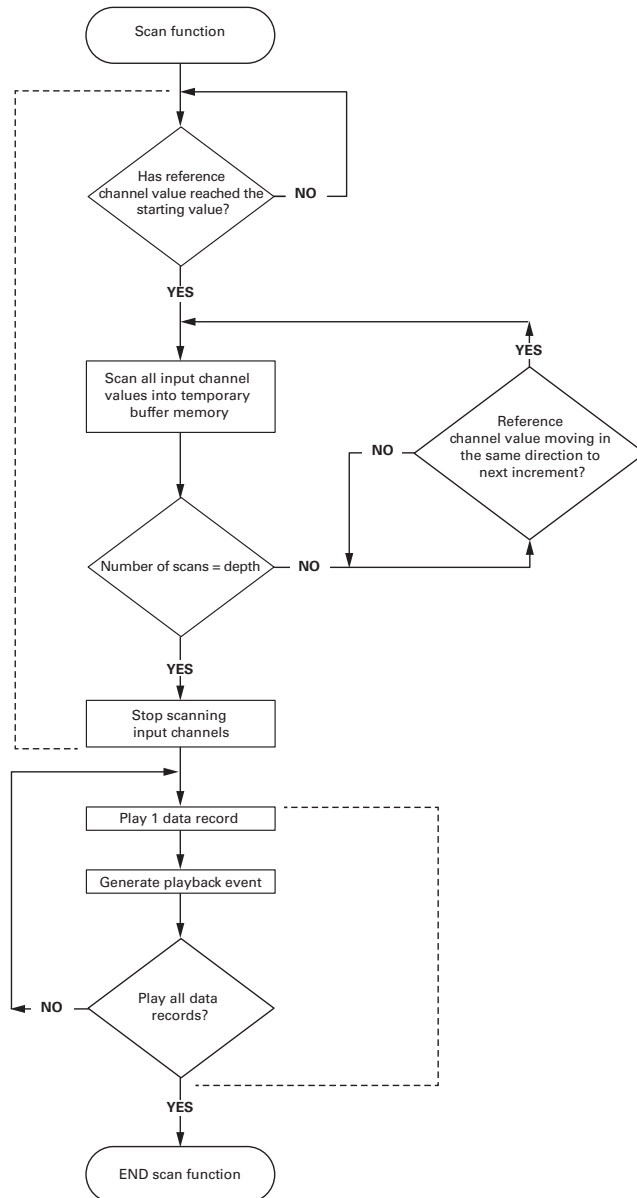 Scan function
Has reference
channel value reached the
starting value?
NO
YES
YES
Scan all input channel
values into temporary
buffer memory
Reference
channel value moving in
the same direction to
next increment?
NO
Number of scans = depth
NO
YES
Stop scanning
input channels
Play 1 data record
Generate playback event
Play all data
records?
NO
YES
END scan function